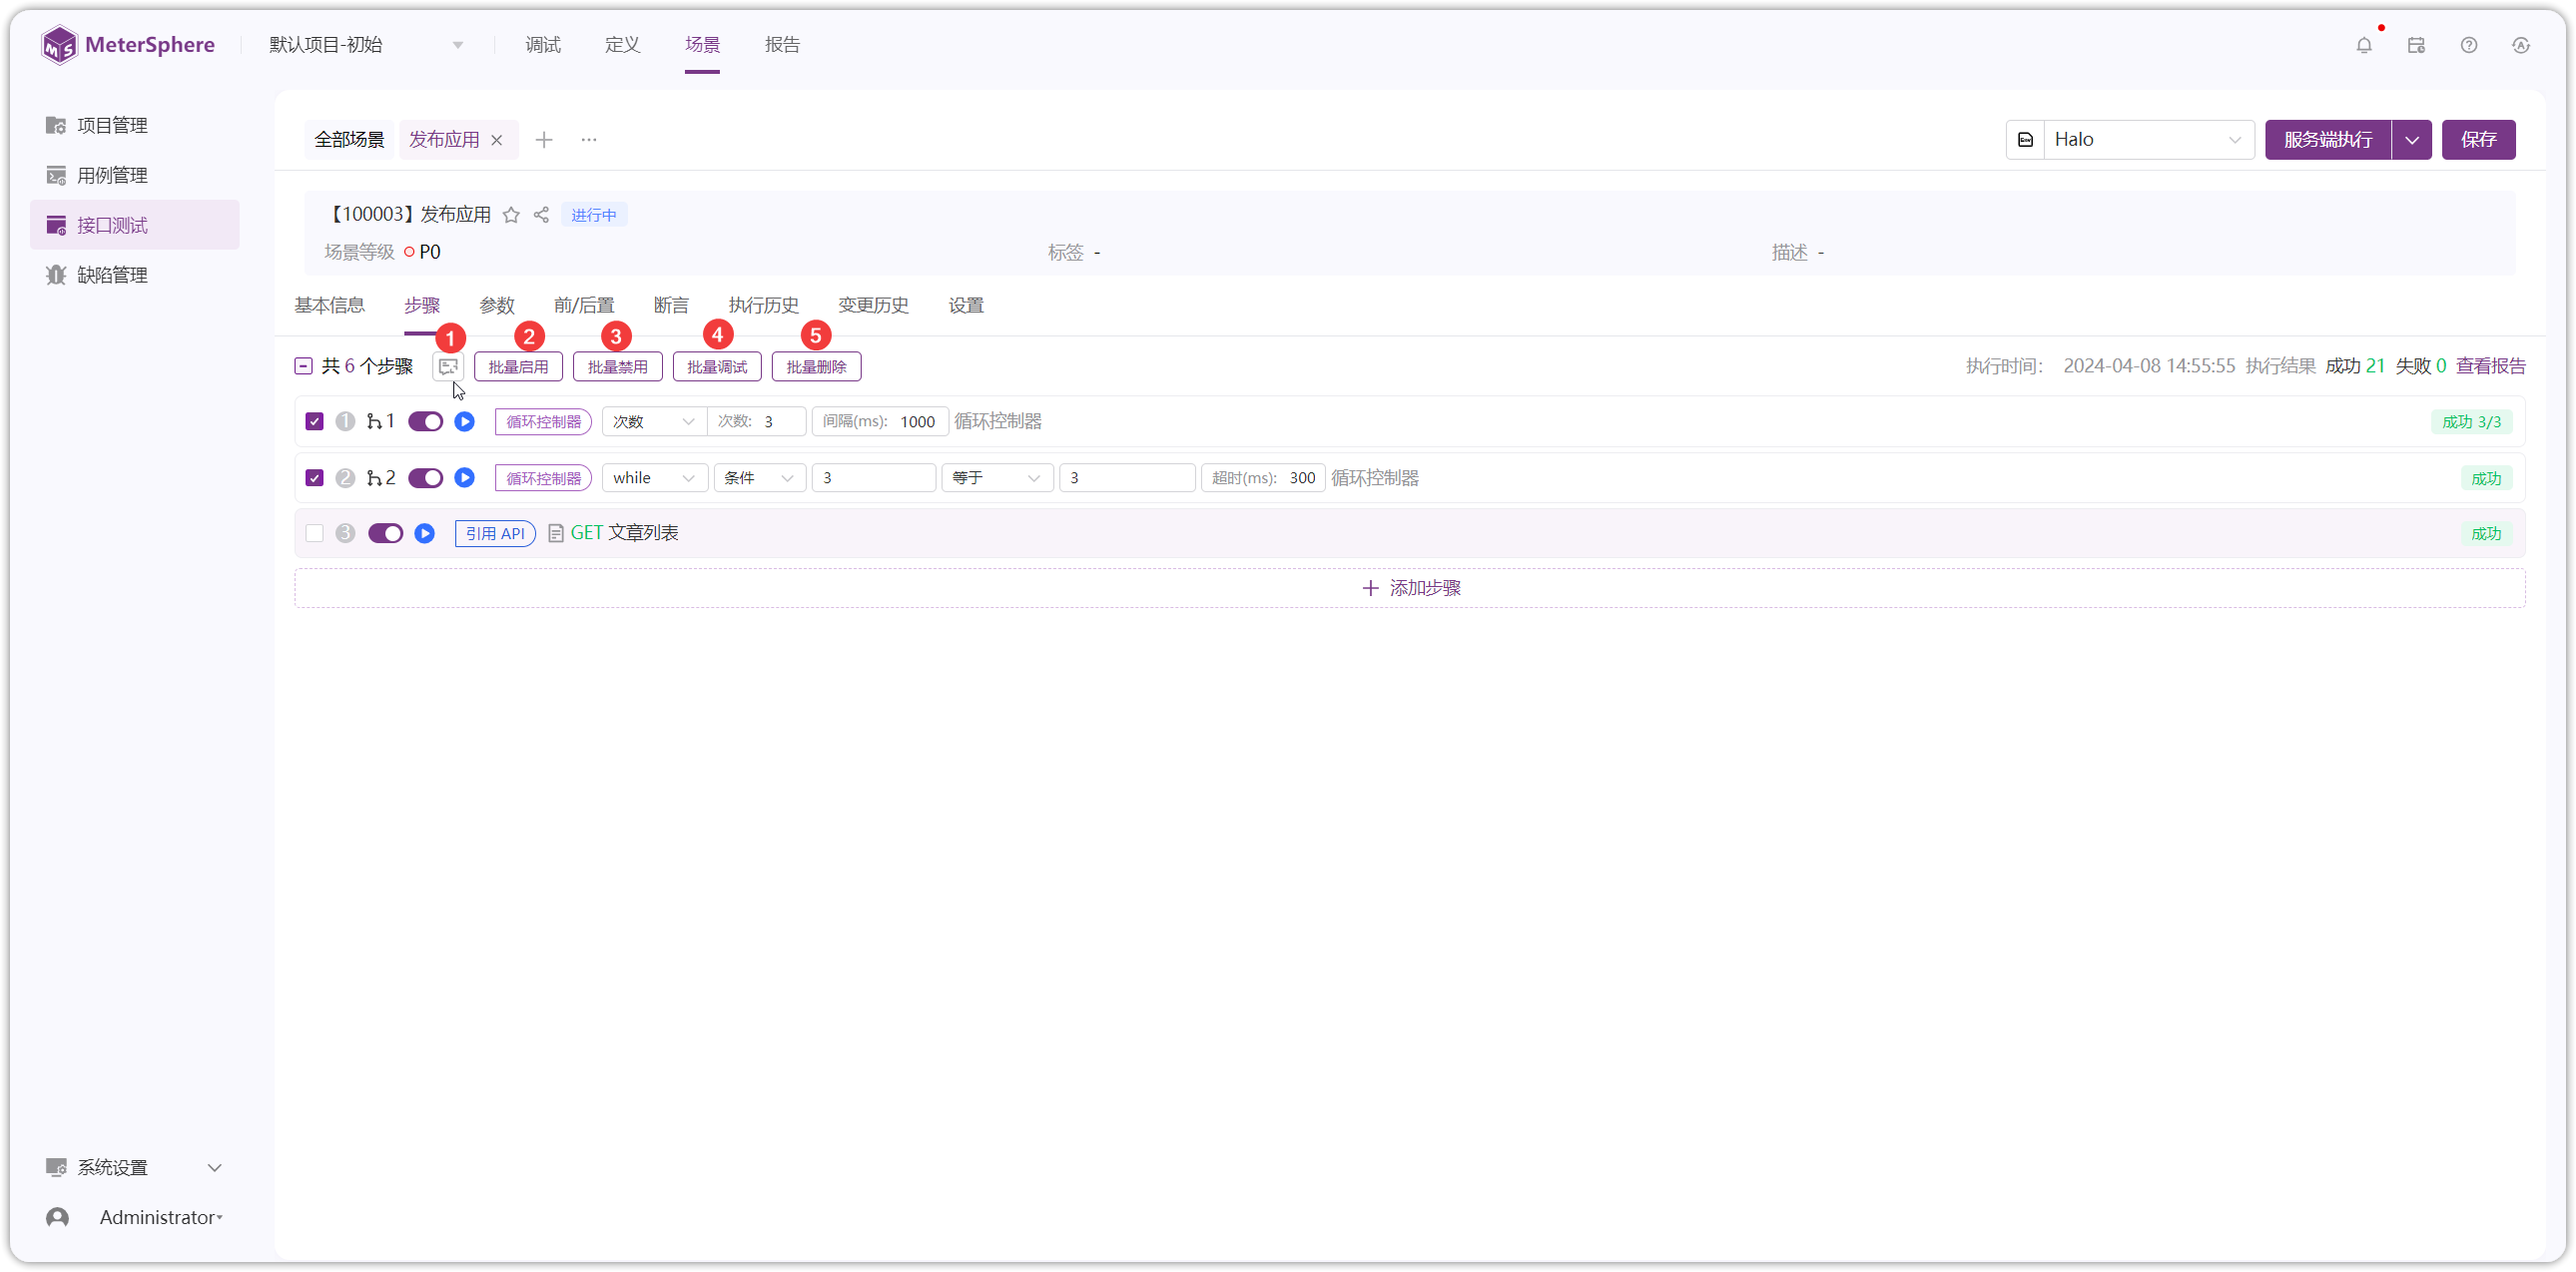 MeterSphere 默认项目-初始 调试 定义 场景 报告
项目管理
用例管理
接口测试
缺陷管理
全部场景 发布应用 Halo 服务端执行 保存
【100003】发布应用 进行中
场景等级 P0 标签 - 描述 -
基本信息 步骤 参数 前/后置 断言 执行历史 变更历史 设置
1 2 3 4 5
共 6 个步骤 批量启用 批量禁用 批量调试 批量删除 执行时间: 2024-04-08 14:55:55 执行结果 成功 21 失败 0 查看报告
1 1 循环控制器 次数 次数: 3 间隔(ms): 1000 循环控制器 成功 3/3
2 2 循环控制器 while 条件 3 等于 3 超时(ms): 300 循环控制器 成功
3 引用 API GET 文章列表 成功
添加步骤
系统设置
Administrator